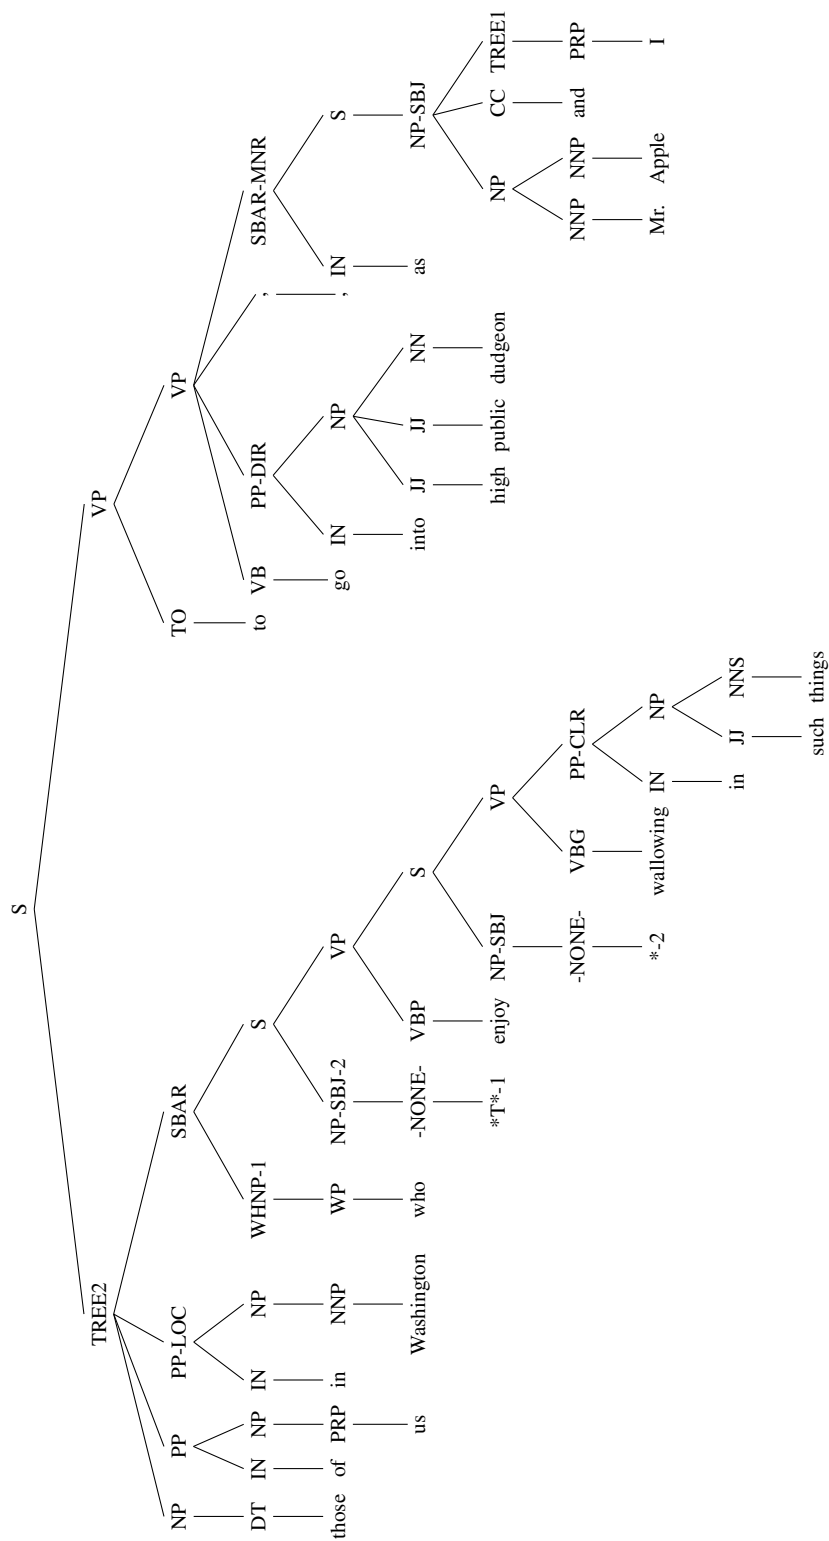 S
TREE2 VP
NP PP PP-LOC SBAR TO VP
DT IN NP IN NP WHNP-1 S to VB PP-DIR , SBAR-MNR
those of PRP in NNP WP NP-SBJ-2 VP go IN NP , IN S
us Washington who -NONE- VBP S into JJ JJ NN as NP-SBJ
*T*-1 enjoy NP-SBJ VP high public dudgeon NP CC TREE1
-NONE- VBG PP-CLR NNP NNP and PRP
*-2 wallowing IN NP Mr. Apple I
in JJ NNS
such things